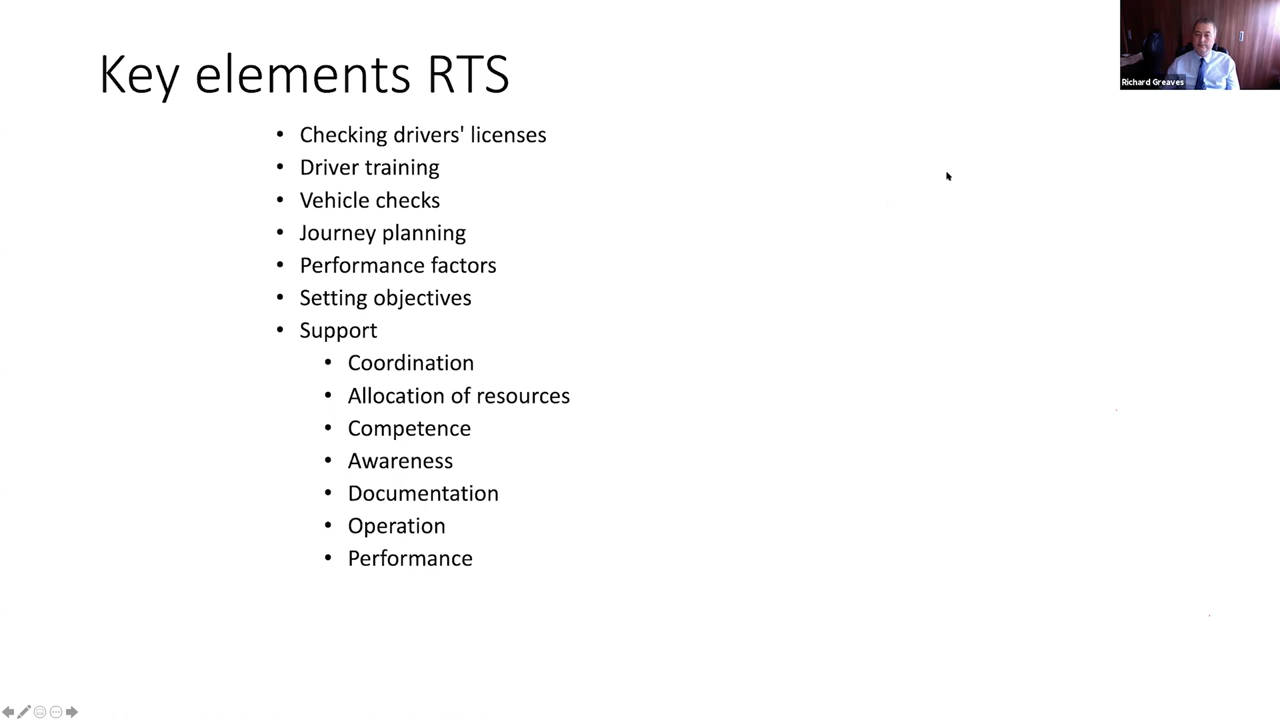 Key elements RTS
Richard Greaves
• Checking drivers' licenses
• Driver training
• Vehicle checks
• Journey planning
• Performance factors
• Setting objectives
• Support
• Coordination
• Allocation of resources
• Competence
• Awareness
• Documentation
• Operation
• Performance